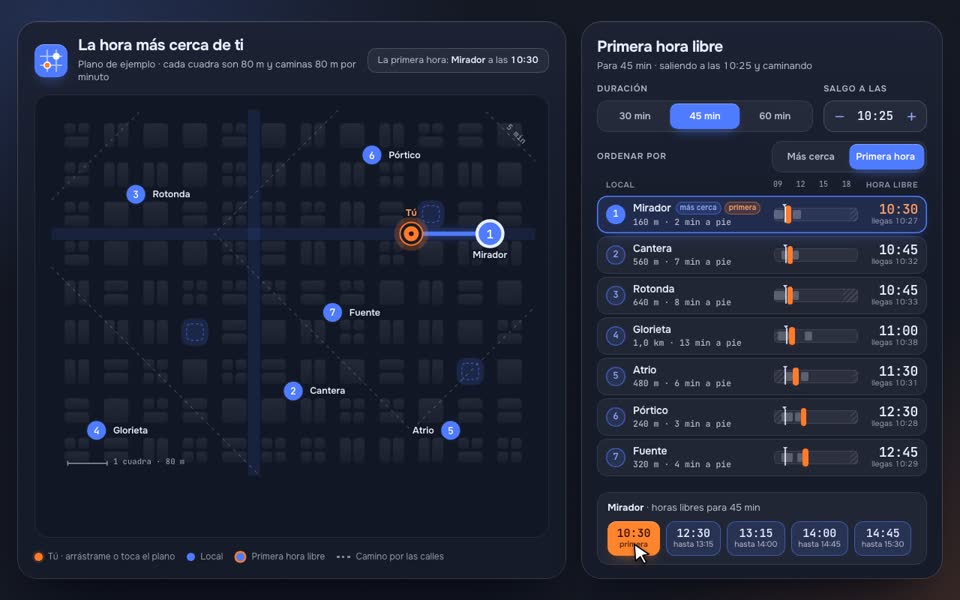 La hora más cerca de ti
Plano de ejemplo · cada cuadra son 80 m y caminas 80 m por
minuto
La primera hora: Mirador a las 10:30
5 min
6 Pórtico
3 Rotonda
Tú
1
Mirador
7 Fuente
2 Cantera
4 Glorieta
Atrio 5
1 cuadra · 80 m
Tú · arrástrame o toca el plano
Local
Primera hora libre
Camino por las calles
Primera hora libre
Para 45 min · saliendo a las 10:25 y caminando
DURACIÓN
SALGO A LAS
30 min 45 min 60 min
− 10:25 +
ORDENAR POR
Más cerca Primera hora
LOCAL 09 12 15 18 HORA LIBRE
1 Mirador más cerca primera 10:30
160 m · 2 min a pie llegas 10:27
2 Cantera 10:45
560 m · 7 min a pie llegas 10:32
3 Rotonda 10:45
640 m · 8 min a pie llegas 10:33
4 Glorieta 11:00
1,0 km · 13 min a pie llegas 10:38
5 Atrio 11:30
480 m · 6 min a pie llegas 10:31
6 Pórtico 12:30
240 m · 3 min a pie llegas 10:28
7 Fuente 12:45
320 m · 4 min a pie llegas 10:29
Mirador · horas libres para 45 min
10:30 12:30 13:15 14:00 14:45
primera hasta 13:15 hasta 14:00 hasta 14:45 hasta 15:30